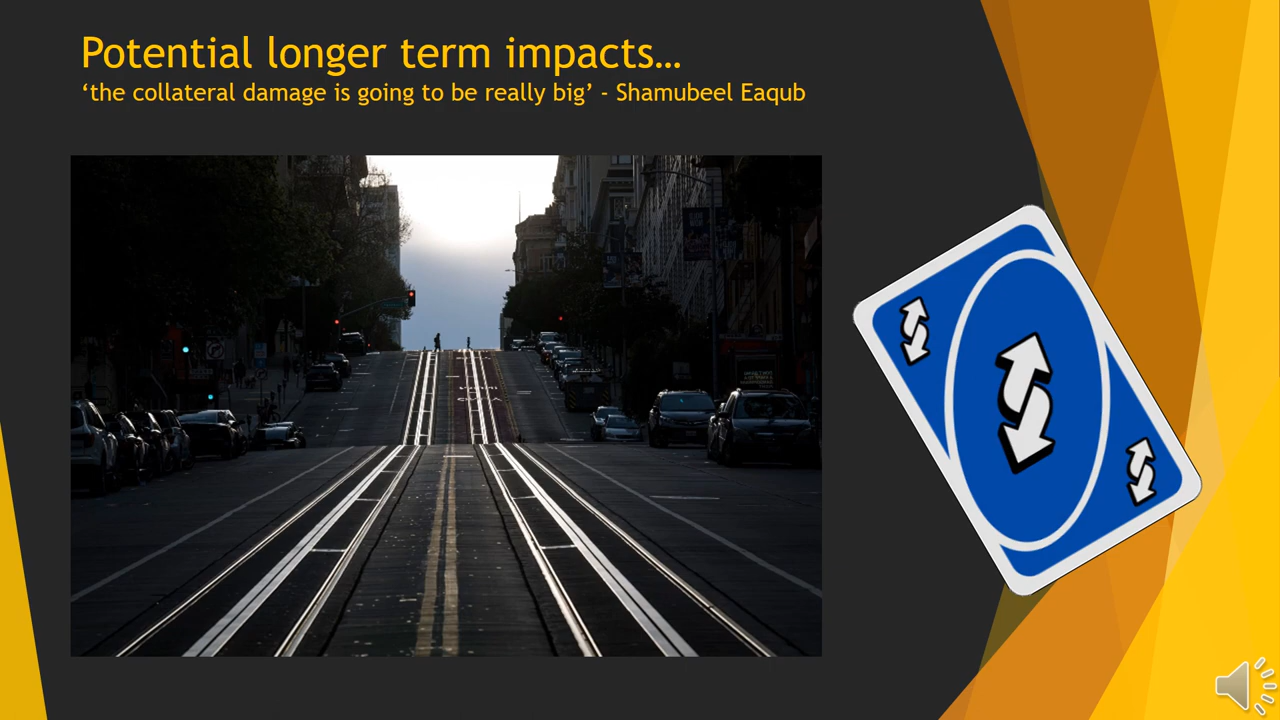 Potential longer term impacts…
‘the collateral damage is going to be really big’ - Shamubeel Eaqub